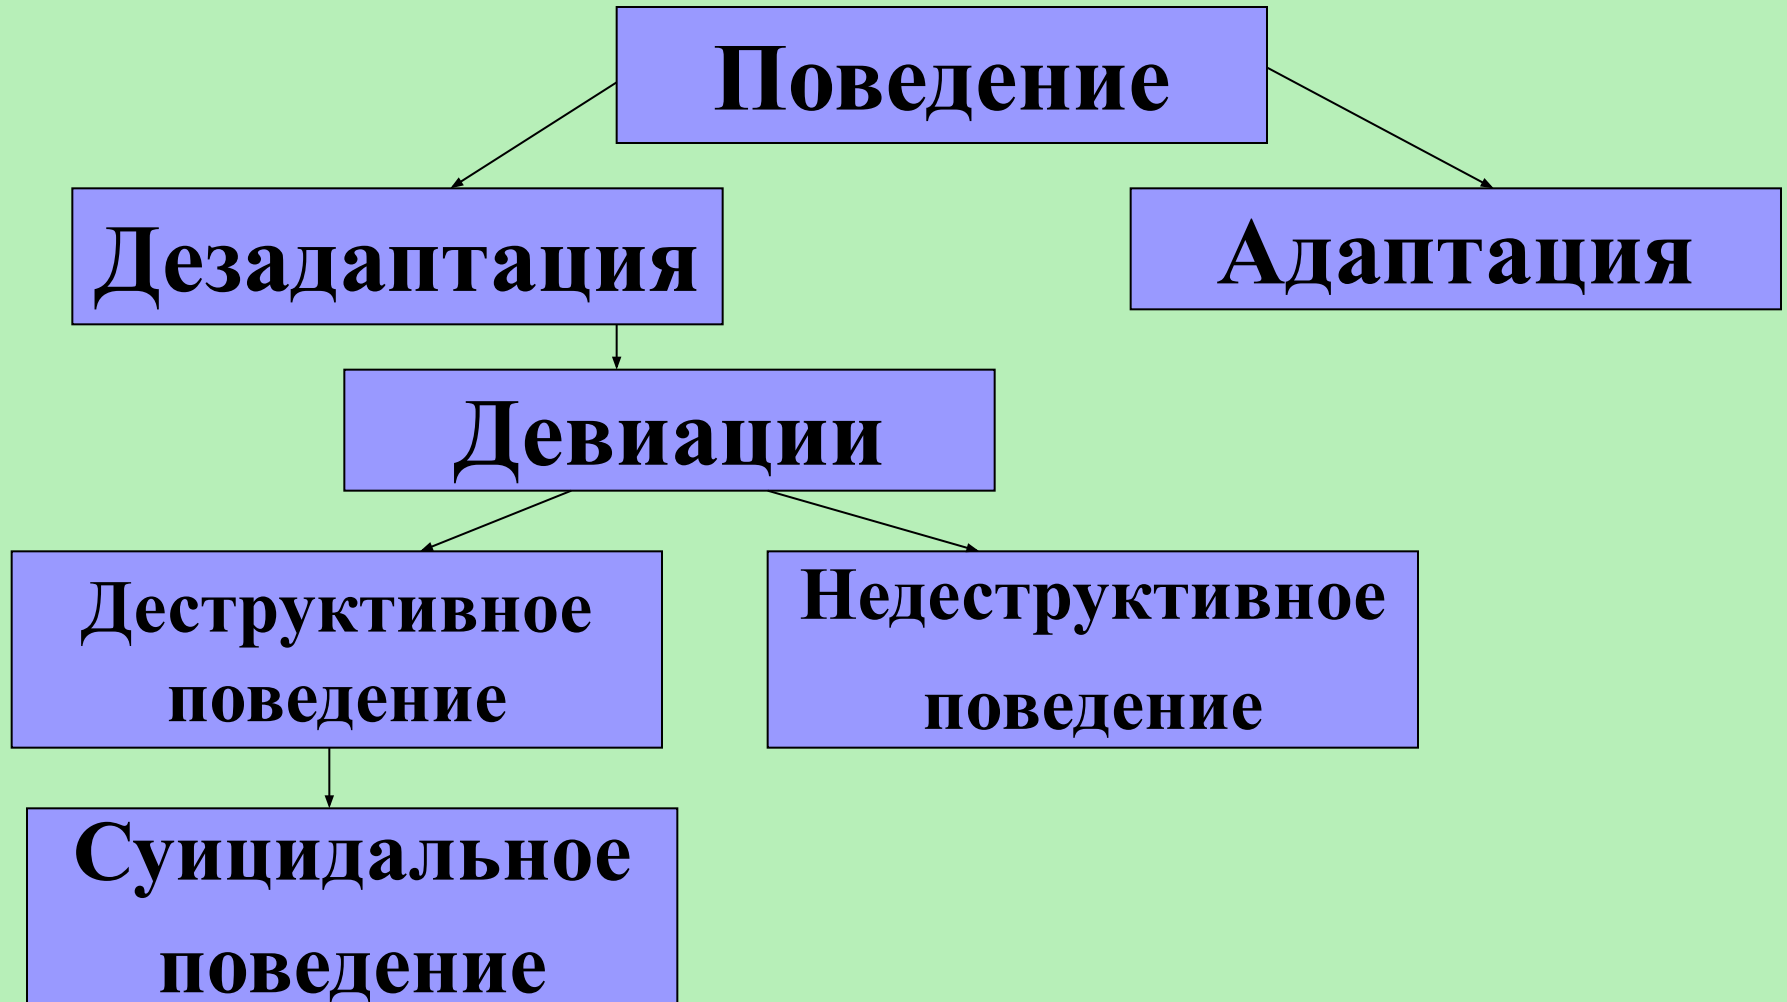 Поведение
Дезадаптация
Адаптация
Девиации
Деструктивное
поведение
Недеструктивное
поведение
Суицидальное
поведение